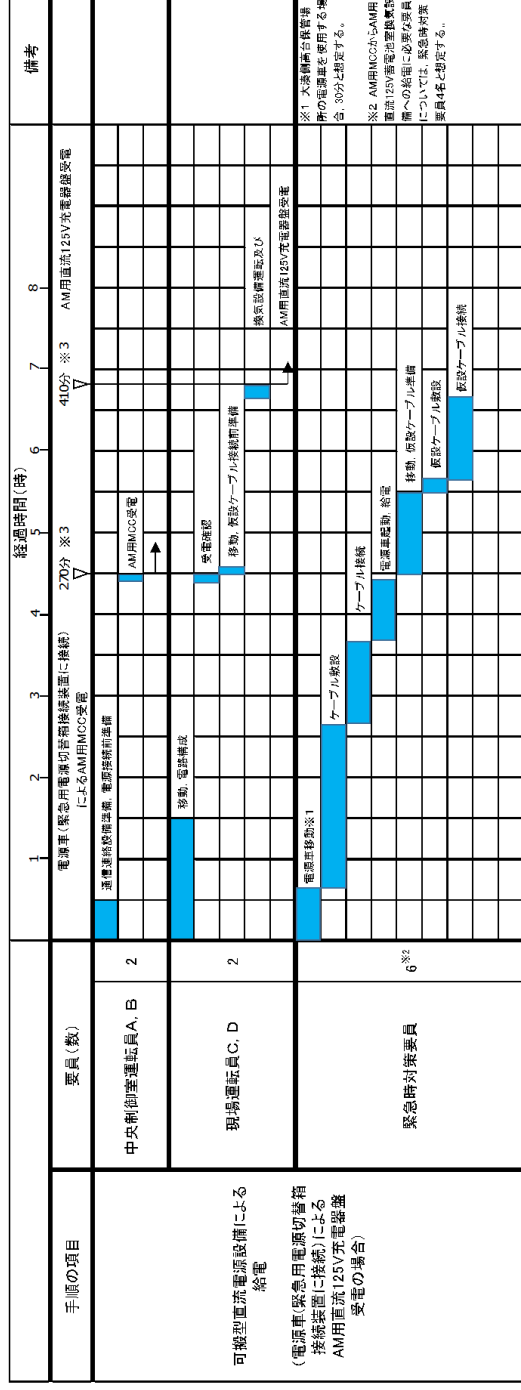 経過時間(時)
備考
手順の項目
要員(数)
1
2
3
4
5
6
7
8
電源車(緊急用電源切替箱接続装置に接続)
によるAM用MCC受電
270分 ※3
410分 ※3
AM用直流125V充電器盤受電
可搬型直流電源設備による
給電
(電源車(緊急用電源切替箱
接続装置に接続)による
AM用直流125V充電器盤
受電の場合)
中央制御室運転員A, B
2
通信連絡設備準備, 電源接続前準備
AM用MCC受電
現場運転員C, D
2
移動, 電路構成
受電確認
移動, 仮設ケーブル接続前準備
換気設備運転及び
AM用直流125V充電器盤受電
緊急時対策要員
6※2
電源車移動※1
ケーブル敷設
ケーブル接続
電源車起動, 給電
移動, 仮設ケーブル準備
仮設ケーブル敷設
仮設ケーブル接続
※1 大湊側高台保管場
所の電源車を使用する場
合, 30分と想定する。
※2 AM用MCCからAM用
直流125V蓄電池室換気設
備への給電に必要な要員
については, 緊急時対策
要員4名と想定する。